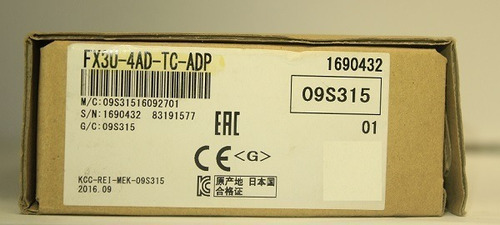 FX3U-4AD-TC-ADP
1690432
M/C:09S31516092701
S/N:1690432 83191577
G/C:09S315
09S315
01
EAC
CE <G>
KCC-REI-MEK-09S315
2016.09
原产地 日本国
合格证